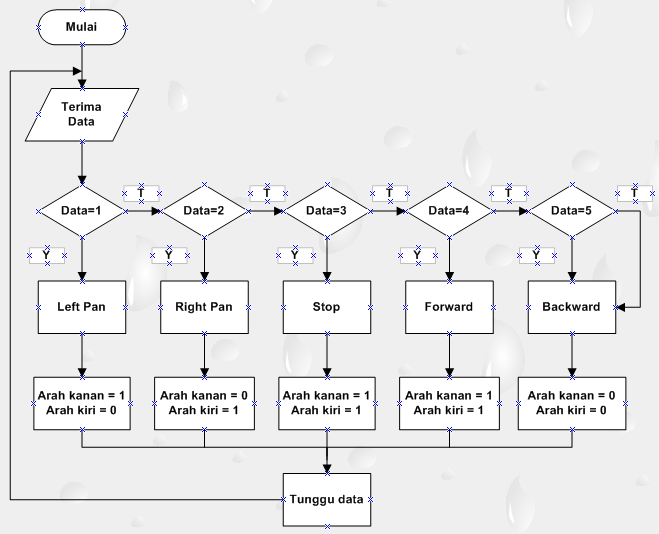 Mulai
Terima
Data
T
T
T
T
T
Data=1
Data=2
Data=3
Data=4
Data=5
Y
Y
Y
Y
Y
Left Pan
Right Pan
Stop
Forward
Backward
Arah kanan = 1
Arah kiri = 0
Arah kanan = 0
Arah kiri = 1
Arah kanan = 1
Arah kiri = 1
Arah kanan = 1
Arah kiri = 1
Arah kanan = 0
Arah kiri = 0
Tunggu data